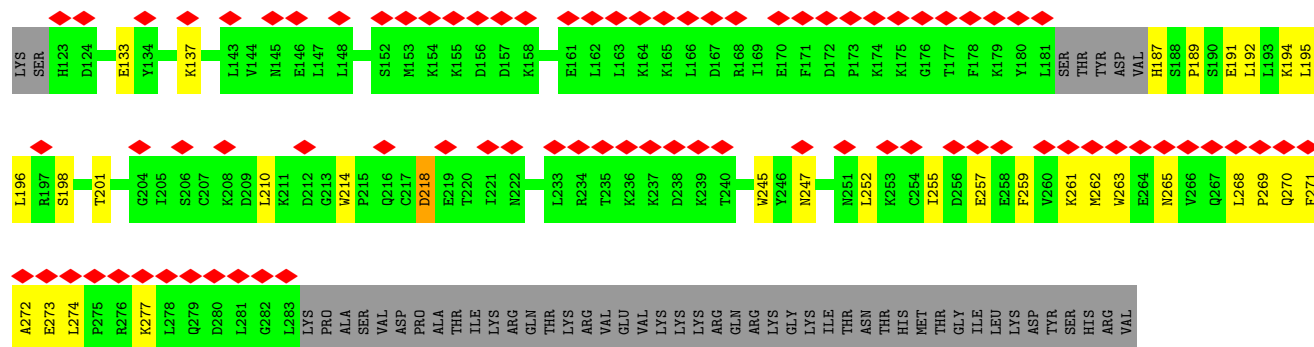 LYS SER H123 D124 E133 Y134 K137 L143 V144 N145 E146 L147 L148 S152 M153 K154 K155 D156 D157 K158 E161 L162 L163 K164 K165 L166 D167 R168 I169 E170 F171 D172 P173 K174 K175 G176 T177 F178 K179 Y180 L181 SER THR TYR ASP VAL H187 S188 P189 S190 E191 L192 L193 K194 L195
L196 R197 S198 T201 G204 I205 S206 C207 K208 D209 L210 K211 D212 G213 W214 P215 Q216 C217 D218 E219 T220 I221 N222 L233 R234 T235 K236 K237 D238 K239 T240 W245 Y246 N247 N251 L252 K253 C254 I255 D256 E257 E258 F259 V260 K261 M262 W263 E264 N265 V266 Q267 L268 P269 Q270 F271
A272 E273 L274 P275 R276 K277 L278 Q279 D280 L281 G282 L283 LYS PRO ALA SER VAL ASP PRO ALA THR ILE LYS ARG GLN THR LYS ARG VAL GLU VAL LYS LYS LYS ARG GLN ARG LYS GLY LYS ILE THR ASN THR HIS MET THR GLY ILE LEU LYS ASP TYR SER HIS ARG VAL